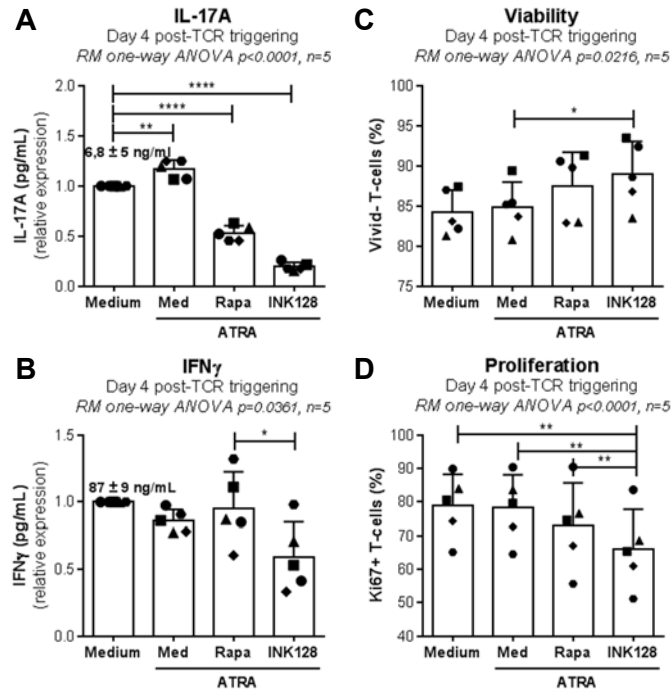 A
IL-17A
Day 4 post-TCR triggering
RM one-way ANOVA p<0.0001, n=5
IL-17A (pg/mL)
(relative expression)
2.0
1.5
1.0
0.5
0.0
****
****
**
6,8 ± 5 ng/ml
Medium Med Rapa INK128
ATRA
B
IFNγ
Day 4 post-TCR triggering
RM one-way ANOVA p=0.0361, n=5
IFNγ (pg/mL)
(relative expression)
1.5
1.0
0.5
0.0
*
87 ± 9 ng/mL
Medium Med Rapa INK128
ATRA
C
Viability
Day 4 post-TCR triggering
RM one-way ANOVA p=0.0216, n=5
Vivid- T-cells (%)
100
95
90
85
80
75
*
Medium Med Rapa INK128
ATRA
D
Proliferation
Day 4 post-TCR triggering
RM one-way ANOVA p<0.0001, n=5
Ki67+ T-cells (%)
100
90
80
70
60
50
40
**
**
**
Medium Med Rapa INK128
ATRA